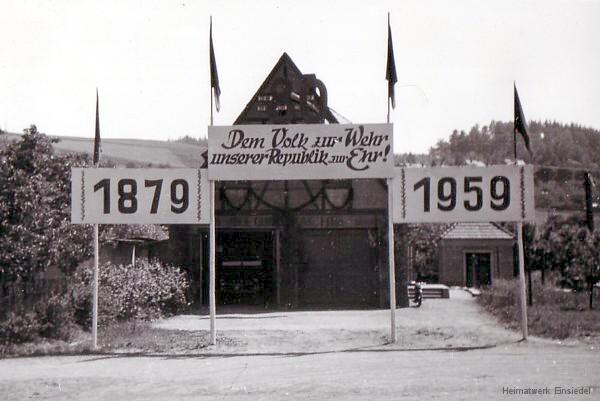 Dem Volk zur Wehr
unserer Republik zur Ehr!
1879
1959
Heimatwerk Einsiedel